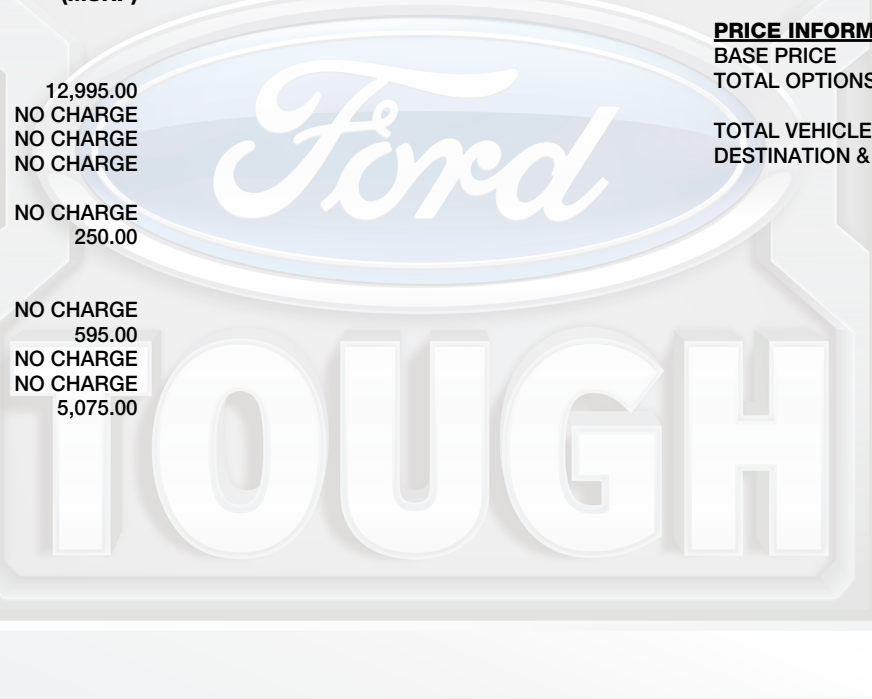 (MSRP)
12,995.00
NO CHARGE
NO CHARGE
NO CHARGE
NO CHARGE
250.00
NO CHARGE
595.00
NO CHARGE
NO CHARGE
5,075.00
PRICE INFORM
BASE PRICE
TOTAL OPTIONS
TOTAL VEHICLE
DESTINATION &
Ford
TOUGH